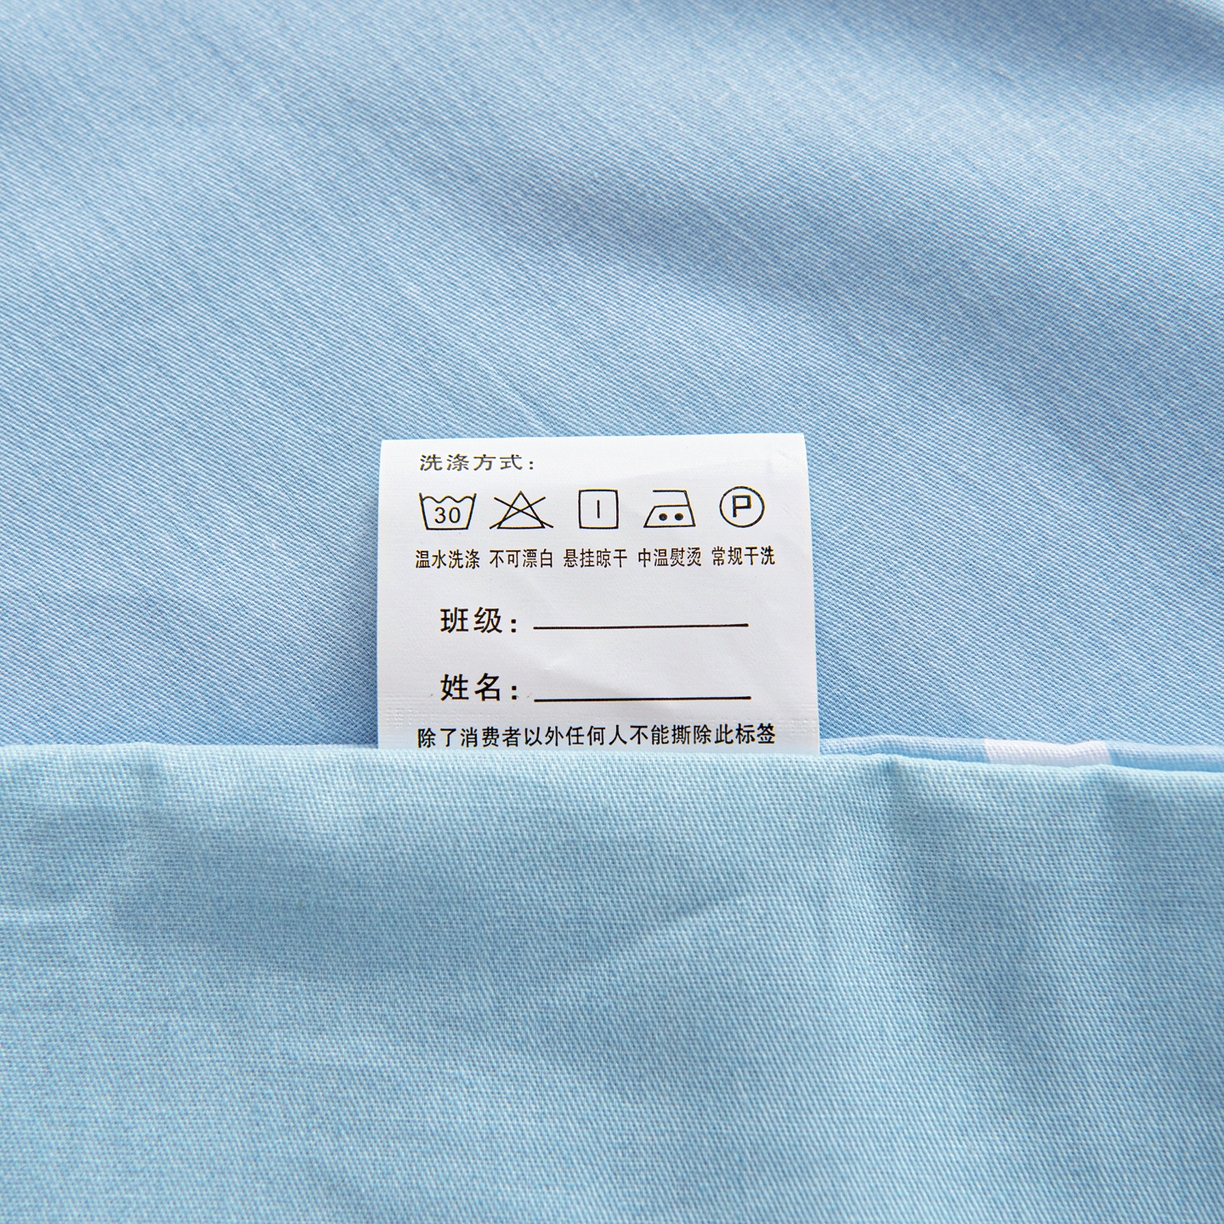 洗涤方式：
30 P
温水洗涤 不可漂白 悬挂晾干 中温熨烫 常规干洗
班级：
姓名：
除了消费者以外任何人不能撕除此标签